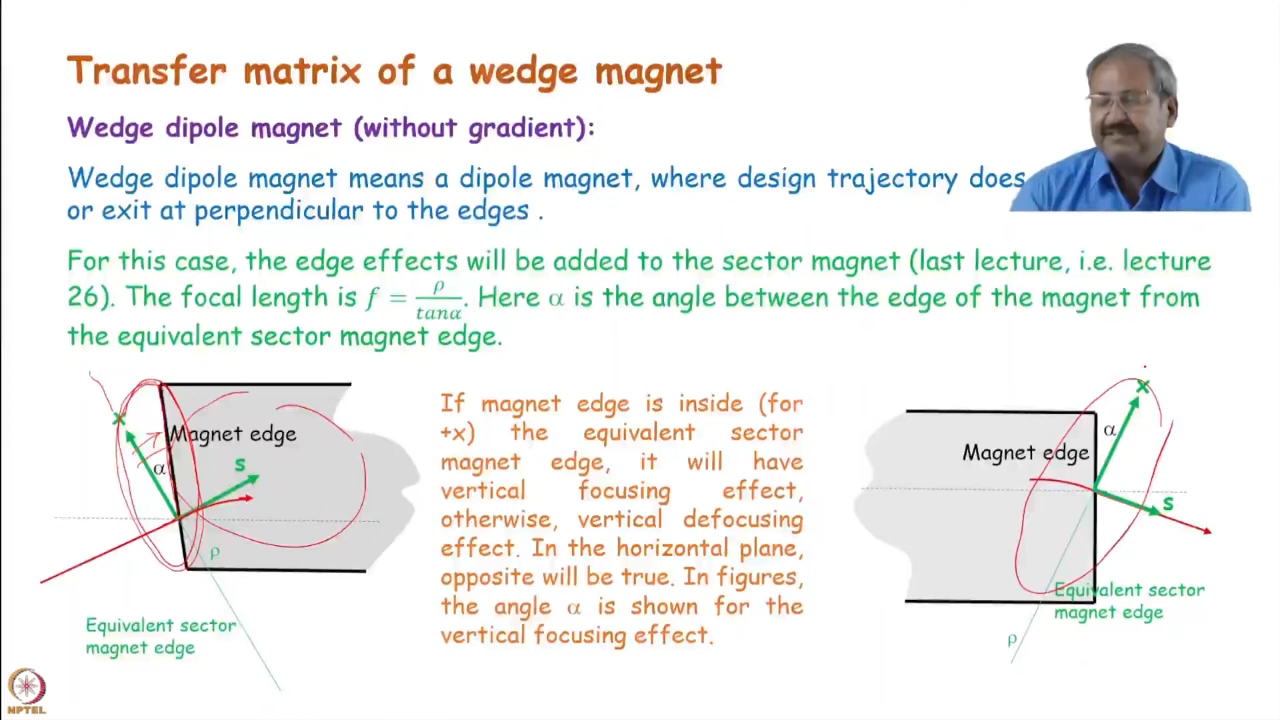 Transfer matrix of a wedge magnet
Wedge dipole magnet (without gradient):
Wedge dipole magnet means a dipole magnet, where design trajectory does
or exit at perpendicular to the edges .
For this case, the edge effects will be added to the sector magnet (last lecture, i.e. lecture
26). The focal length is f = ρ/tanα. Here α is the angle between the edge of the magnet from
the equivalent sector magnet edge.
X
Magnet edge
α
s
ρ
Equivalent sector
magnet edge
If magnet edge is inside (for
+x) the equivalent sector
magnet edge, it will have
vertical focusing
effect,
otherwise, vertical defocusing
effect. In the horizontal plane,
opposite will be true. In figures,
the angle α is shown for the
vertical focusing effect.
X
α
Magnet edge
s
Equivalent sector
magnet edge
ρ
NPTEL